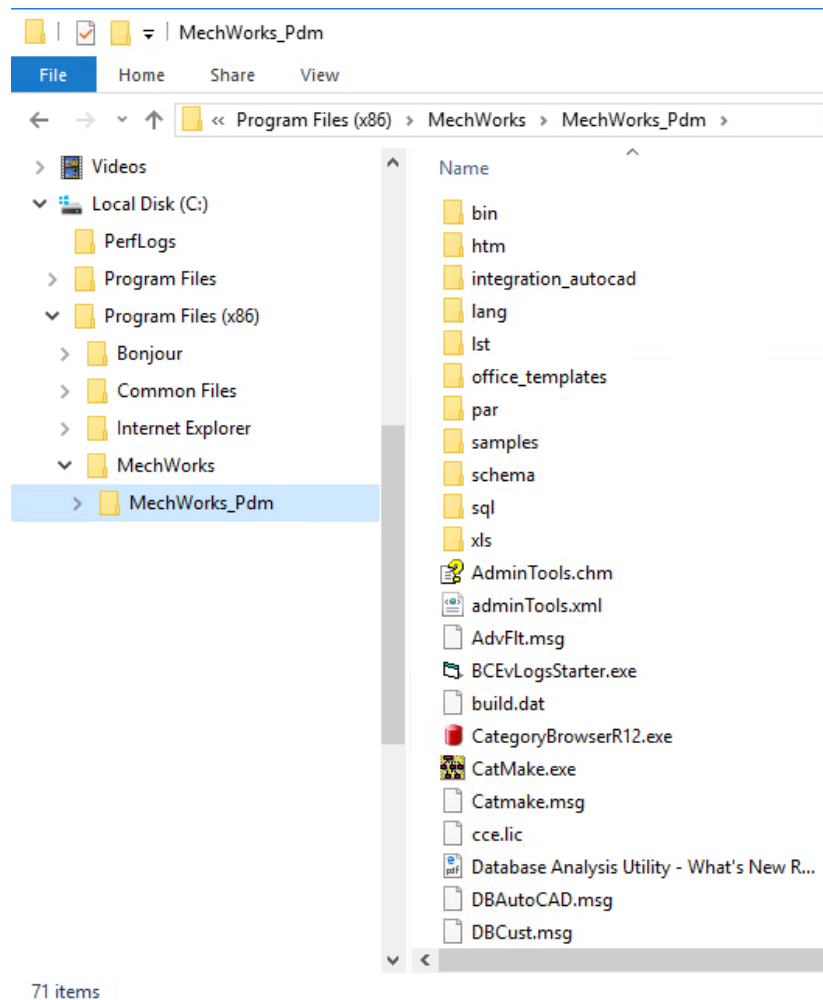 MechWorks_Pdm
File Home Share View
« Program Files (x86) > MechWorks > MechWorks_Pdm >
Videos
Local Disk (C:)
PerfLogs
Program Files
Program Files (x86)
Bonjour
Common Files
Internet Explorer
MechWorks
MechWorks_Pdm
Name
bin
htm
integration_autocad
lang
lst
office_templates
par
samples
schema
sql
xls
AdminTools.chm
adminTools.xml
AdvFlt.msg
BCEvLogsStarter.exe
build.dat
CategoryBrowserR12.exe
CatMake.exe
Catmake.msg
cce.lic
Database Analysis Utility - What's New R...
DBAutoCAD.msg
DBCust.msg
71 items